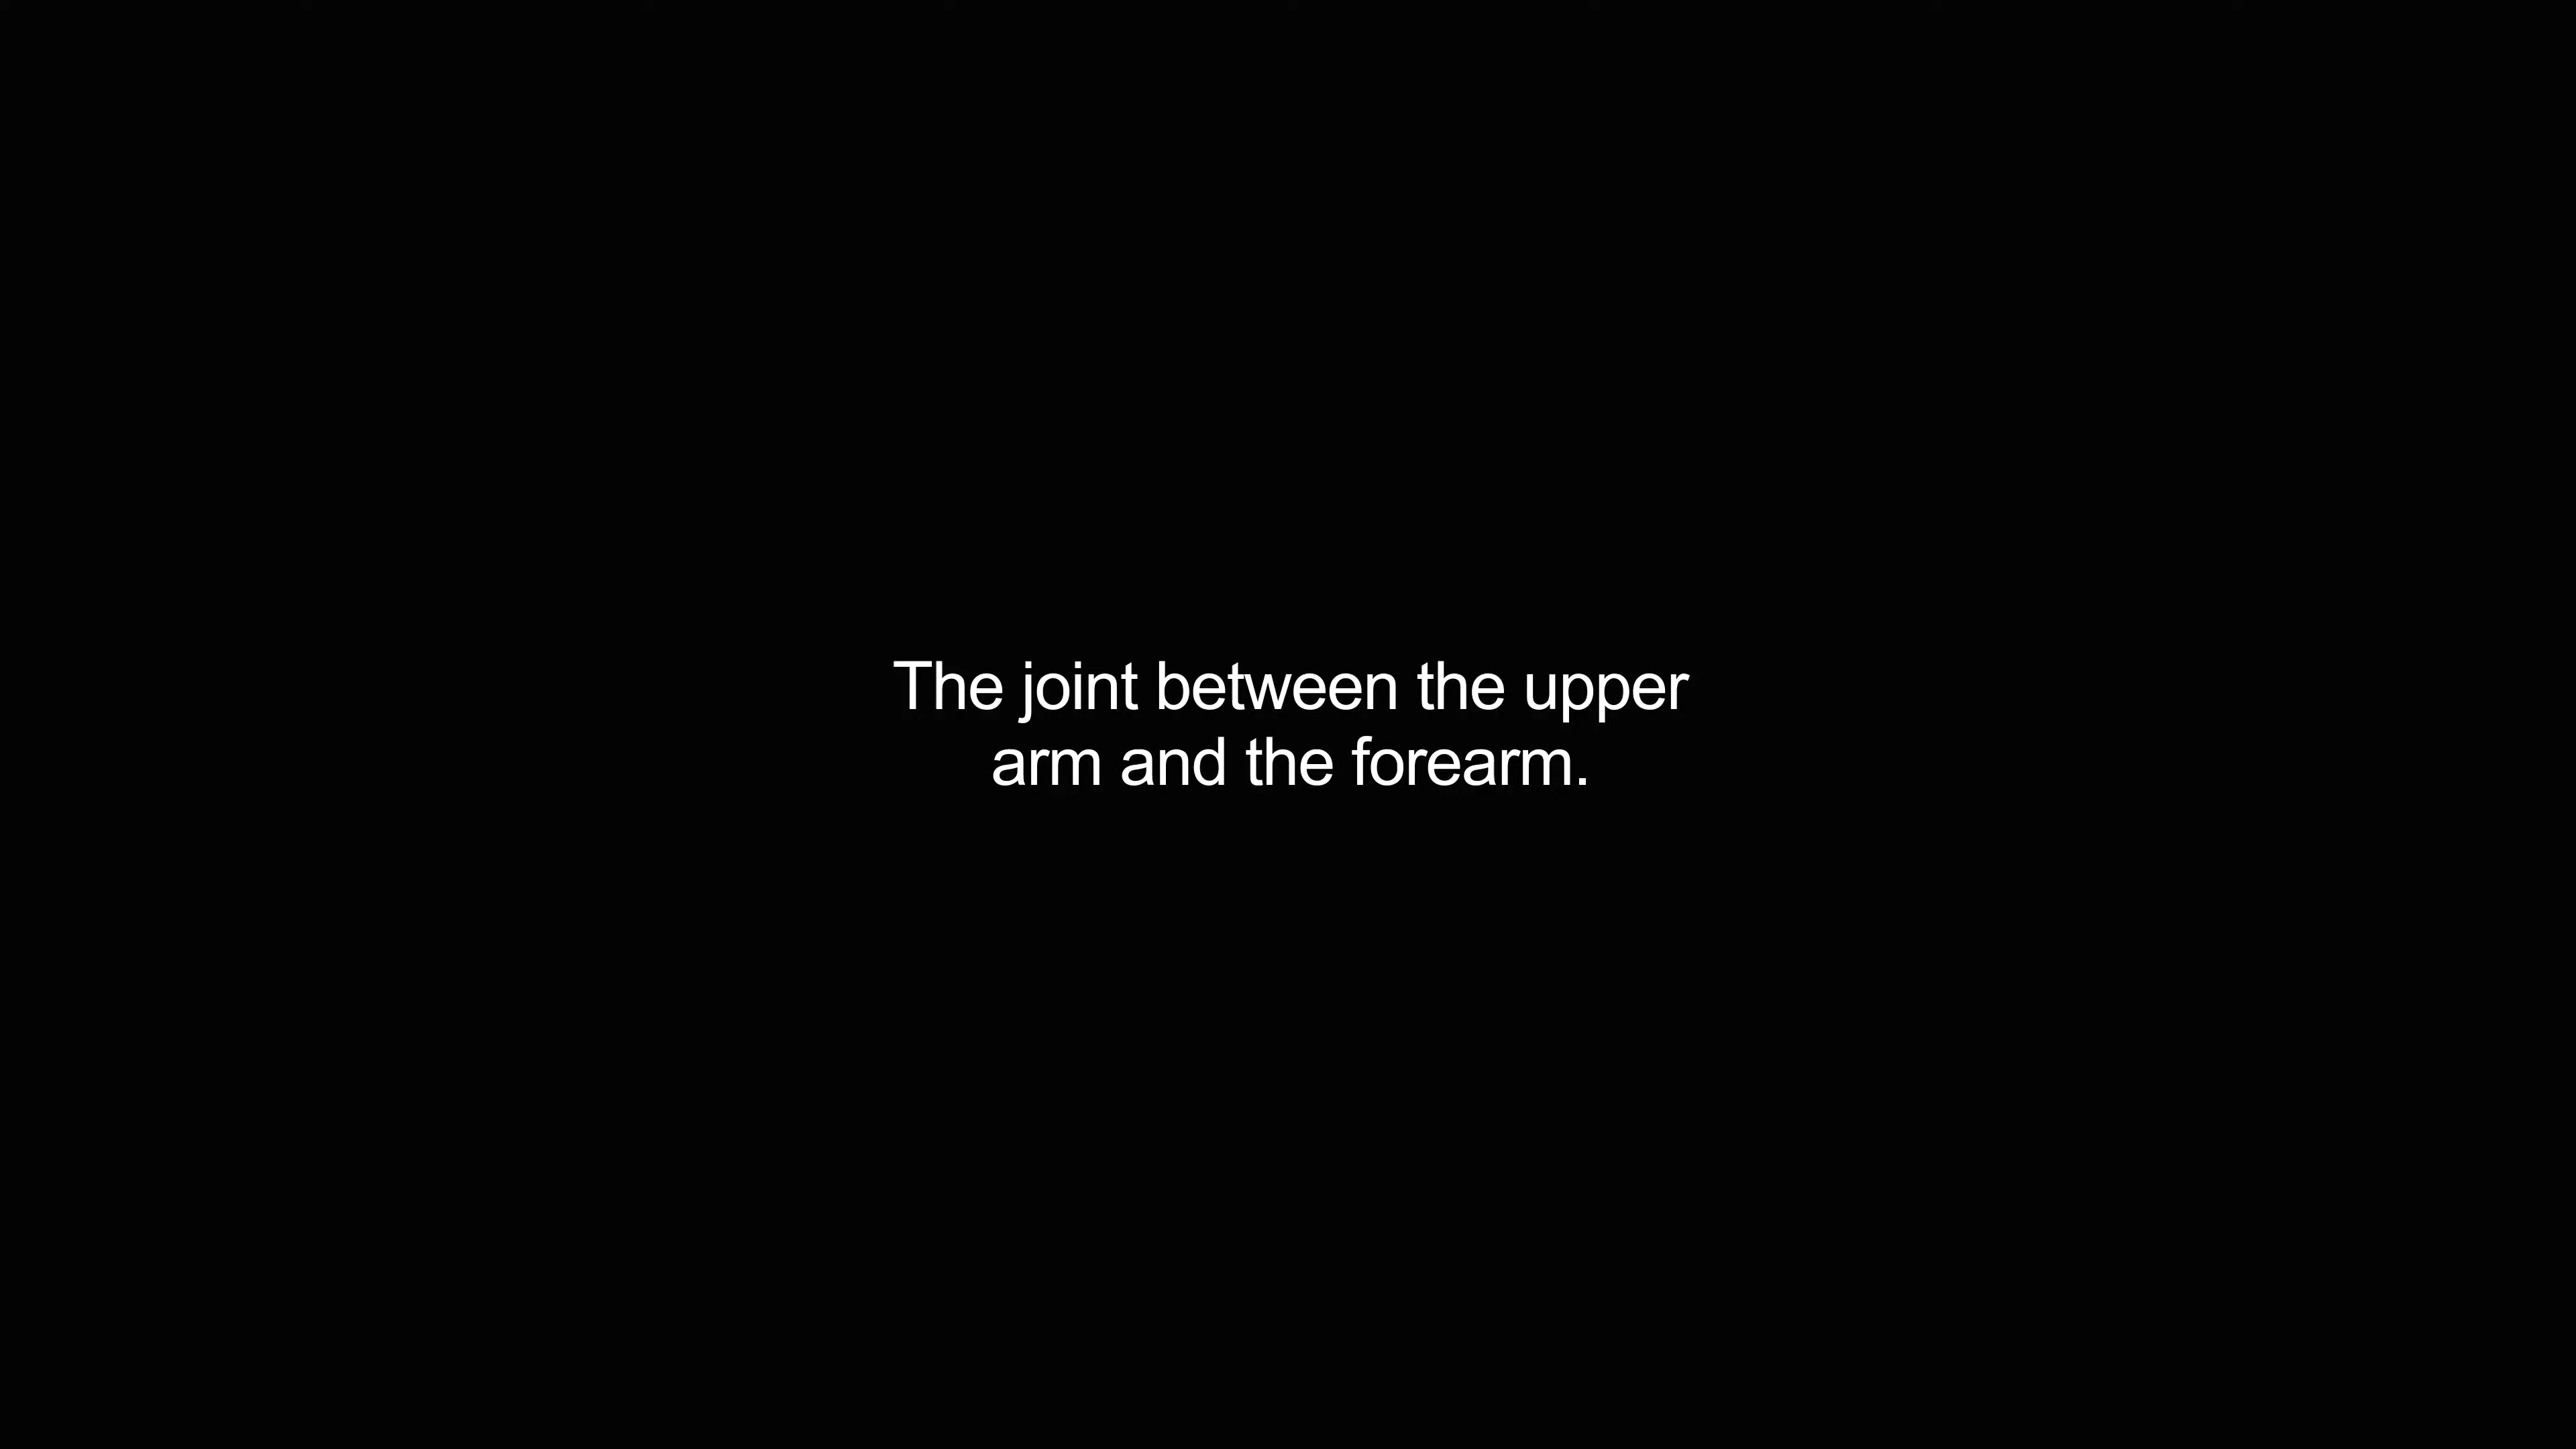 The joint between the upper
arm and the forearm.